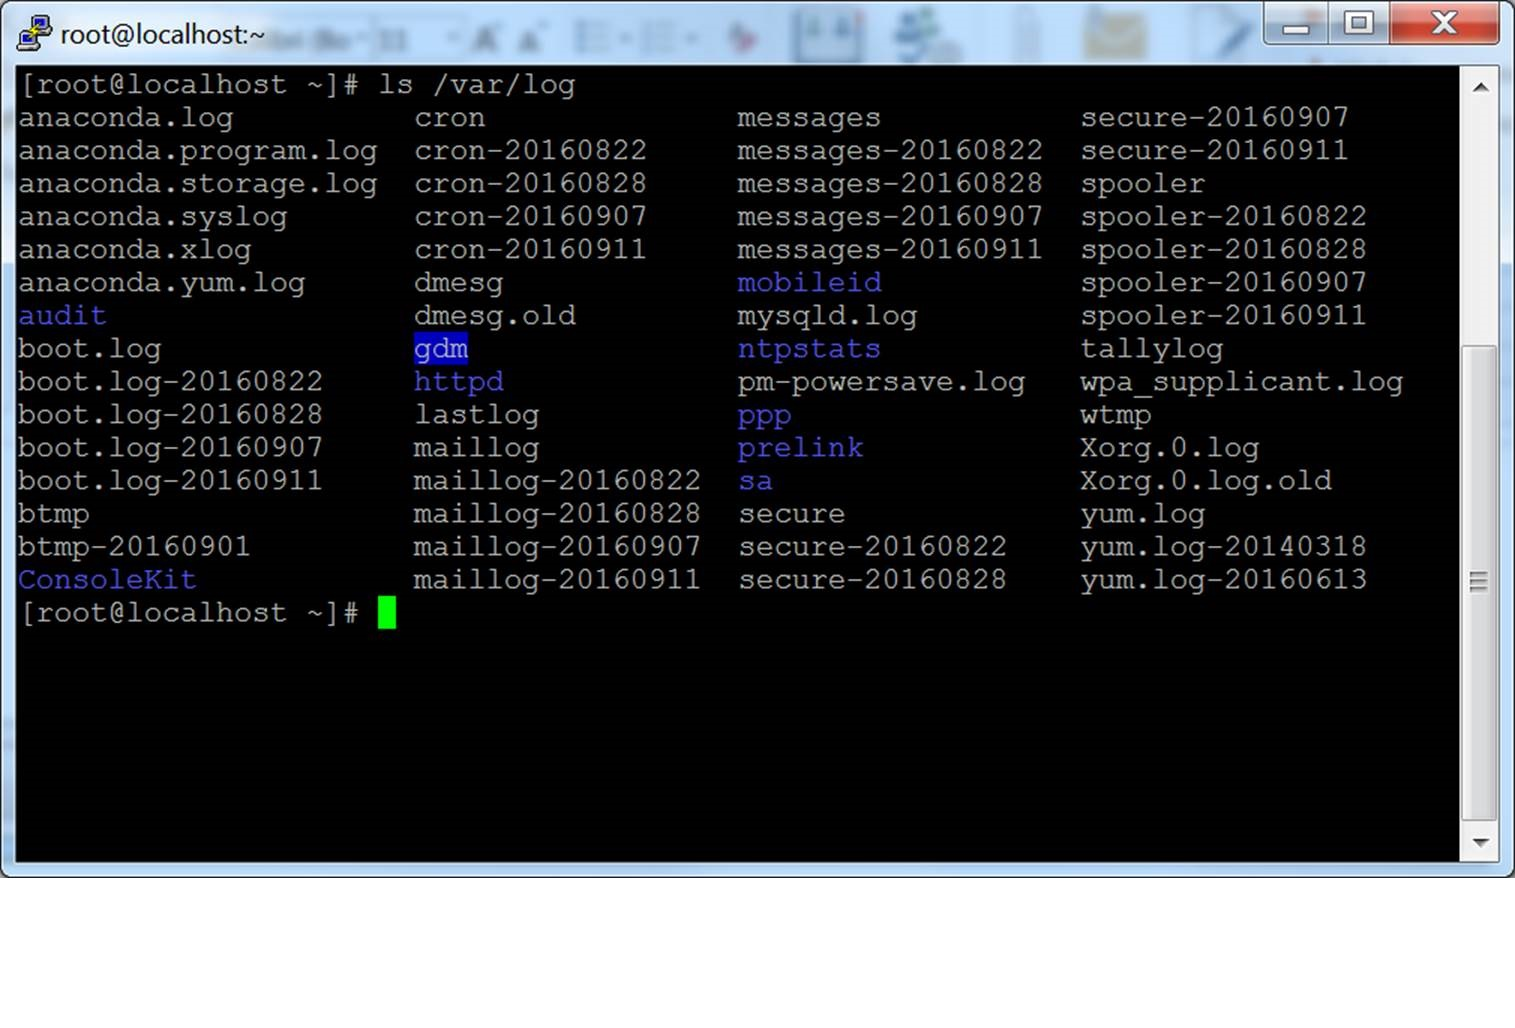 root@localhost:~
[root@localhost ~]# ls /var/log
anaconda.log cron messages secure-20160907
anaconda.program.log cron-20160822 messages-20160822 secure-20160911
anaconda.storage.log cron-20160828 messages-20160828 spooler
anaconda.syslog cron-20160907 messages-20160907 spooler-20160822
anaconda.xlog cron-20160911 messages-20160911 spooler-20160828
anaconda.yum.log dmesg mobileid spooler-20160907
audit dmesg.old mysqld.log spooler-20160911
boot.log gdm ntpstats tallylog
boot.log-20160822 httpd pm-powersave.log wpa_supplicant.log
boot.log-20160828 lastlog ppp wtmp
boot.log-20160907 maillog prelink Xorg.0.log
boot.log-20160911 maillog-20160822 sa Xorg.0.log.old
btmp maillog-20160828 secure yum.log
btmp-20160901 maillog-20160907 secure-20160822 yum.log-20140318
ConsoleKit maillog-20160911 secure-20160828 yum.log-20160613
[root@localhost ~]#